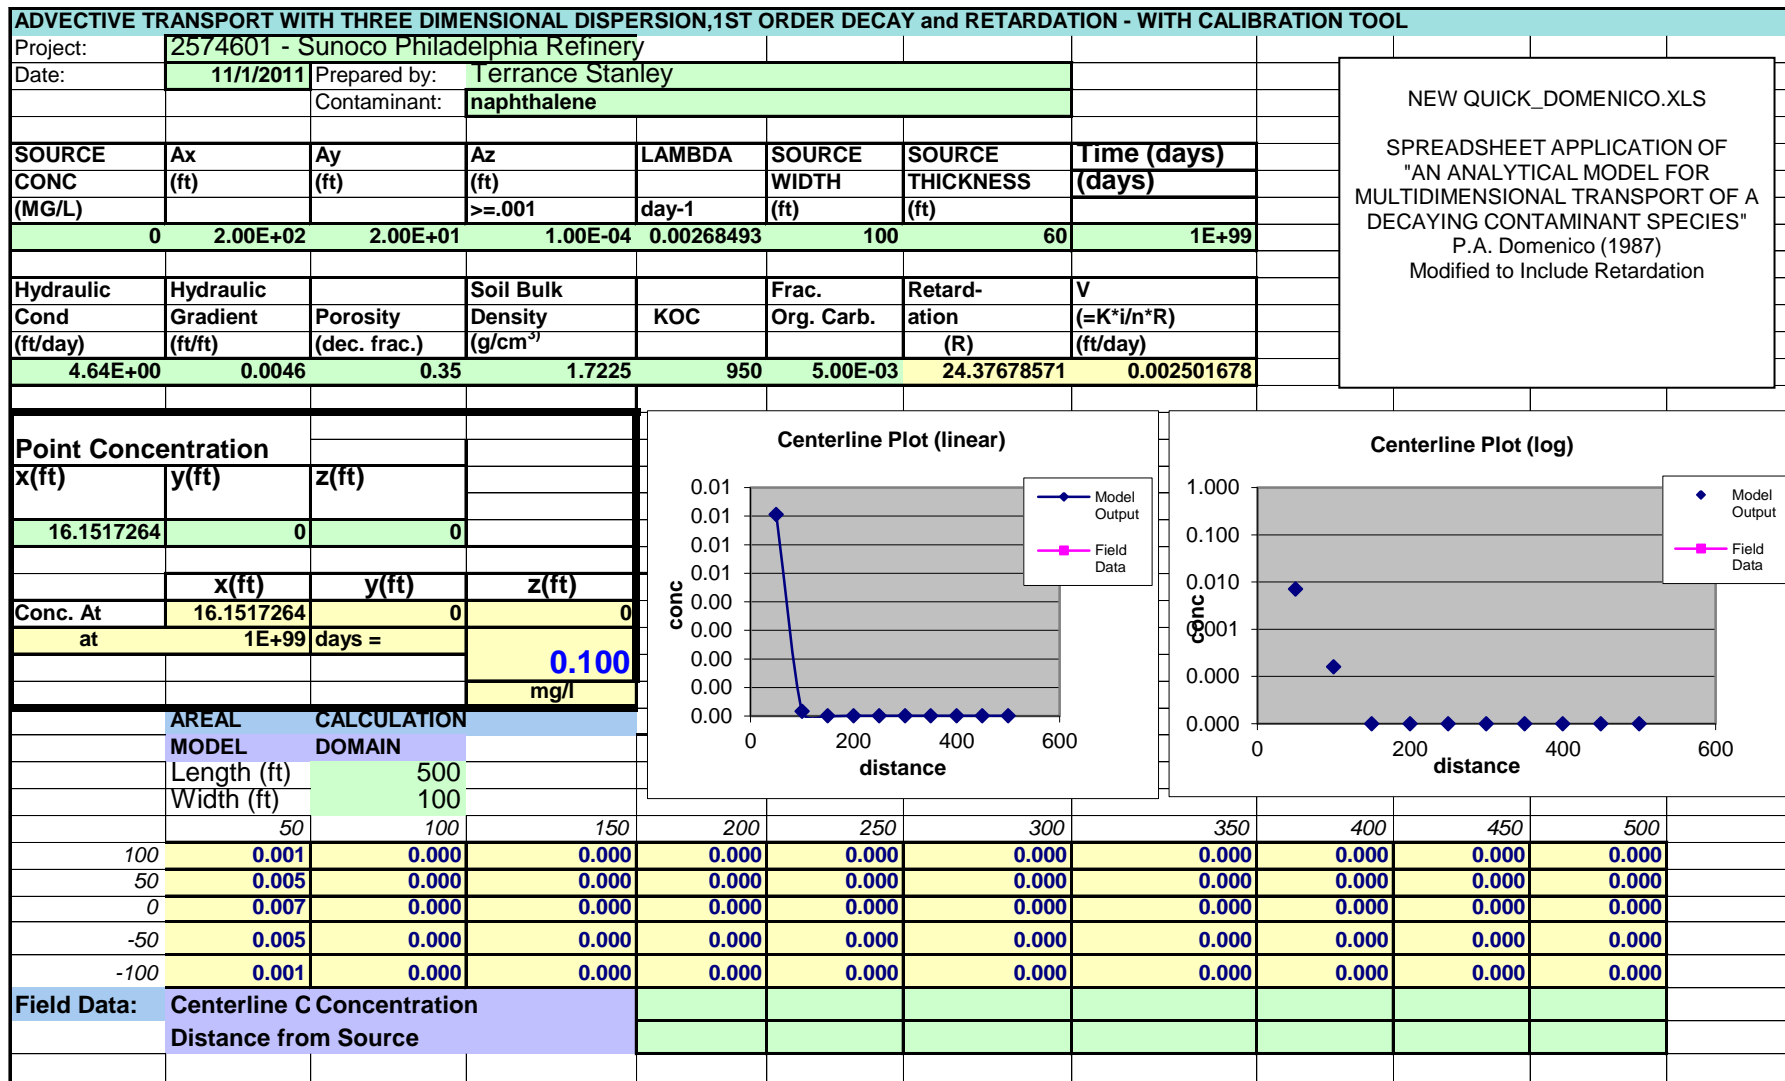 ADVECTIVE TRANSPORT WITH THREE DIMENSIONAL DISPERSION,1ST ORDER DECAY and RETARDATION - WITH CALIBRATION TOOL
Project: 2574601 - Sunoco Philadelphia Refinery
Date: 11/1/2011 Prepared by: Terrance Stanley
Contaminant: naphthalene
NEW QUICK_DOMENICO.XLS
SPREADSHEET APPLICATION OF
"AN ANALYTICAL MODEL FOR
MULTIDIMENSIONAL TRANSPORT OF A
DECAYING CONTAMINANT SPECIES"
P.A. Domenico (1987)
Modified to Include Retardation
SOURCE Ax Ay Az LAMBDA SOURCE SOURCE Time (days)
CONC (ft) (ft) (ft) WIDTH THICKNESS (days)
(MG/L) >=.001 day-1 (ft) (ft)
0 2.00E+02 2.00E+01 1.00E-04 0.00268493 100 60 1E+99
Hydraulic Hydraulic Soil Bulk Frac. Retard- V
Cond Gradient Porosity Density KOC Org. Carb. ation (=K*i/n*R)
(ft/day) (ft/ft) (dec. frac.) (g/cm3) (R) (ft/day)
4.64E+00 0.0046 0.35 1.7225 950 5.00E-03 24.37678571 0.002501678
Point Concentration
x(ft) y(ft) z(ft)
16.1517264 0 0
x(ft) y(ft) z(ft)
Conc. At 16.1517264 0 0
at 1E+99 days =
0.100
mg/l
Centerline Plot (linear)
0.01
0.01
0.01
0.01
0.00
0.00
0.00
0.00
0.00
conc
0 200 400 600
distance
Model
Output
Field
Data
Centerline Plot (log)
1.000
0.100
0.010
0.001
0.000
0.000
conc
0 200 400 600
distance
Model
Output
Field
Data
AREAL CALCULATION
MODEL DOMAIN
Length (ft) 500
Width (ft) 100
50 100 150 200 250 300 350 400 450 500
100 0.001 0.000 0.000 0.000 0.000 0.000 0.000 0.000 0.000 0.000
50 0.005 0.000 0.000 0.000 0.000 0.000 0.000 0.000 0.000 0.000
0 0.007 0.000 0.000 0.000 0.000 0.000 0.000 0.000 0.000 0.000
-50 0.005 0.000 0.000 0.000 0.000 0.000 0.000 0.000 0.000 0.000
-100 0.001 0.000 0.000 0.000 0.000 0.000 0.000 0.000 0.000 0.000
Field Data: Centerline C Concentration
Distance from Source